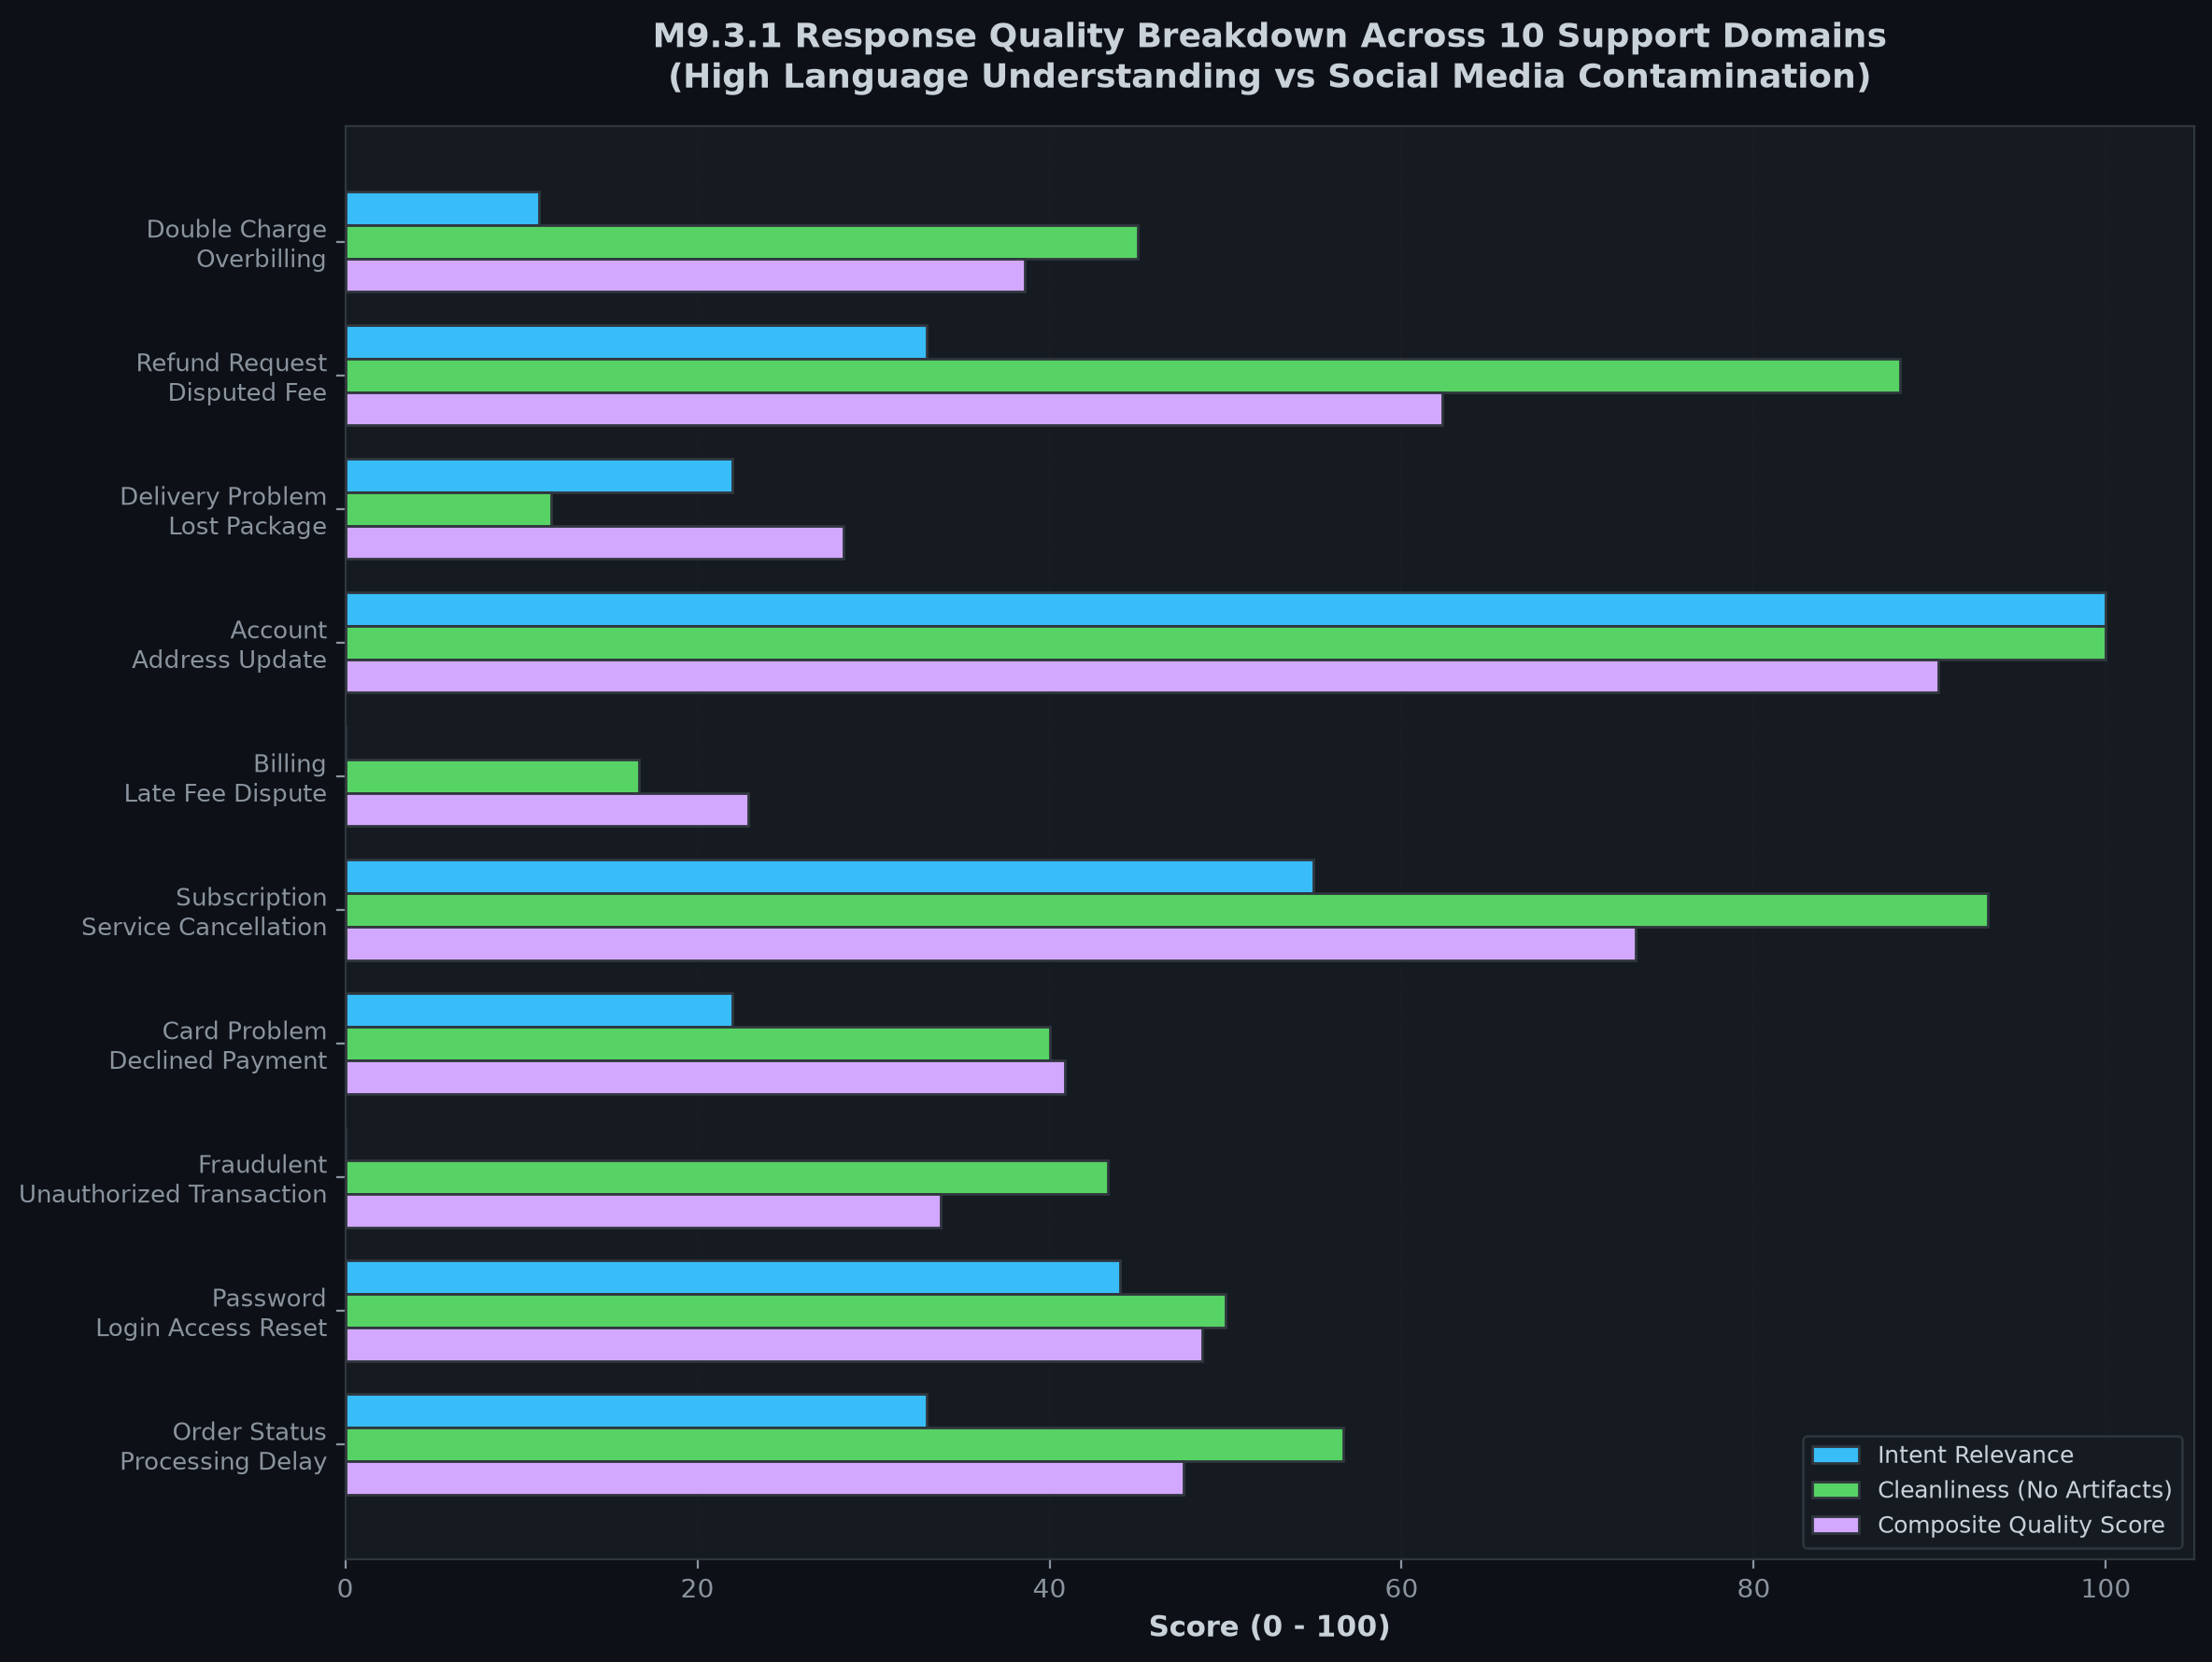 M9.3.1 Response Quality Breakdown Across 10 Support Domains
(High Language Understanding vs Social Media Contamination)
Double Charge
Overbilling
Refund Request
Disputed Fee
Delivery Problem
Lost Package
Account
Address Update
Billing
Late Fee Dispute
Subscription
Service Cancellation
Card Problem
Declined Payment
Fraudulent
Unauthorized Transaction
Password
Login Access Reset
Order Status
Processing Delay
Intent Relevance
Cleanliness (No Artifacts)
Composite Quality Score
0 20 40 60 80 100
Score (0 - 100)